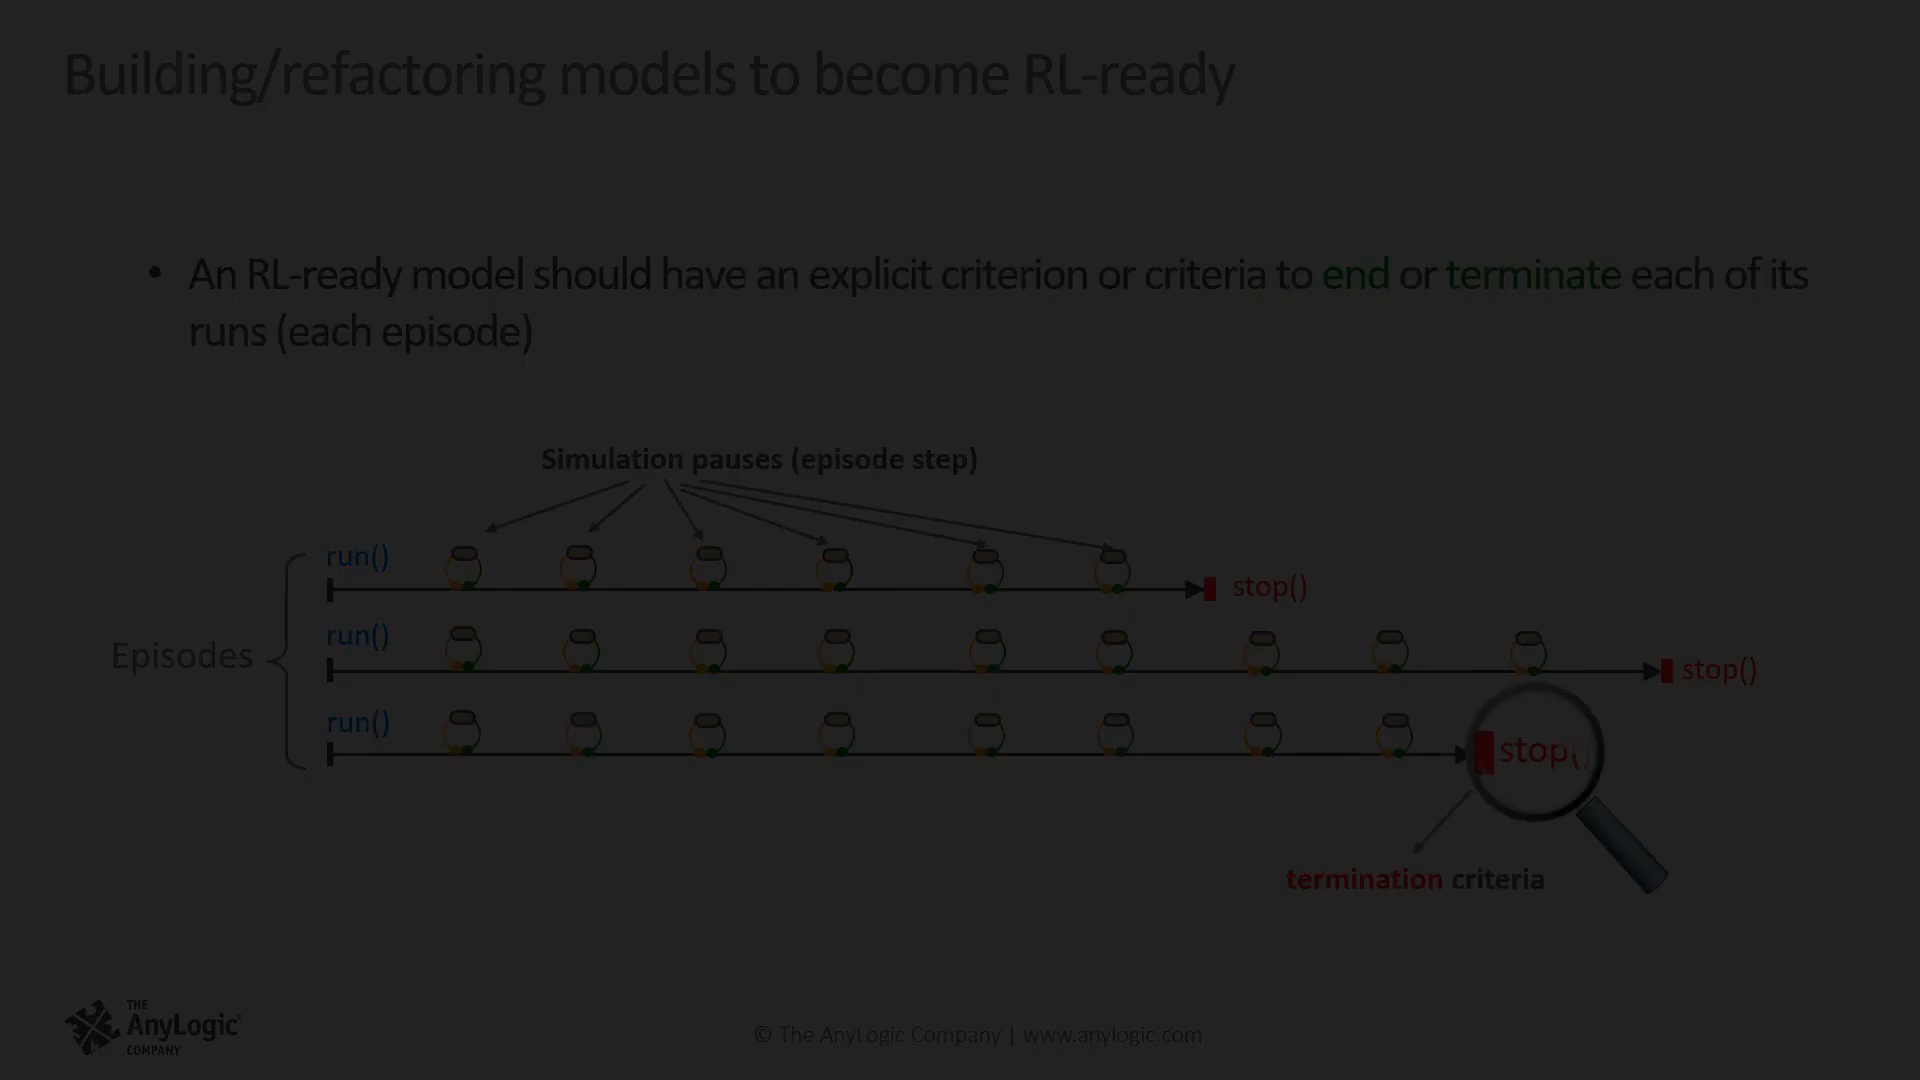 Building/refactoring models to become RL-ready
• An RL-ready model should have an explicit criterion or criteria to end or terminate each of its
runs (each episode)
Simulation pauses (episode step)
run()
stop()
run()
Episodes
stop()
run()
stop()
termination criteria
THE
AnyLogic
COMPANY
© The AnyLogic Company | www.anylogic.com